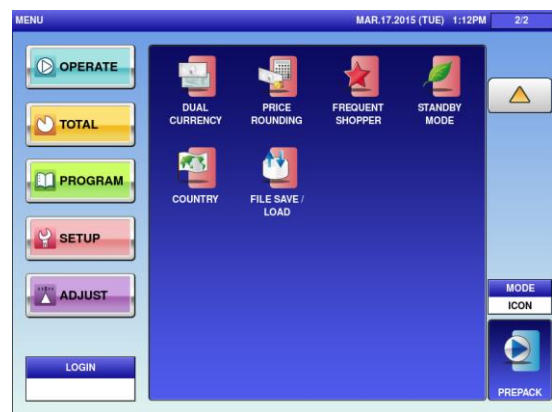 MENU
MAR.17.2015 (TUE) 1:12PM
2/2
OPERATE
TOTAL
PROGRAM
SETUP
ADJUST
LOGIN
DUAL
CURRENCY
PRICE
ROUNDING
FREQUENT
SHOPPER
STANDBY
MODE
COUNTRY
FILE SAVE /
LOAD
MODE
ICON
PREPACK